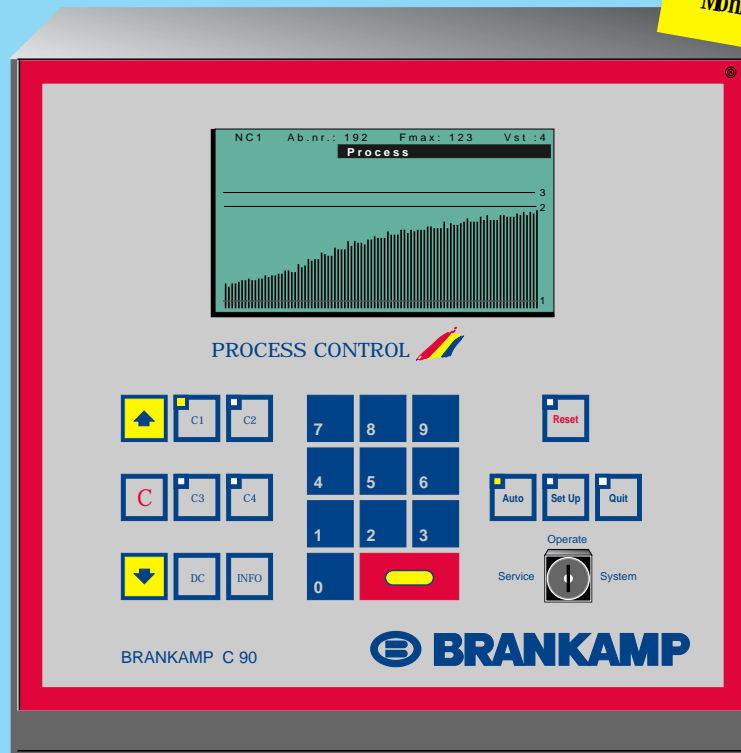 NC1 Ab.nr.: 192 Fmax: 123 Vst :4
Process
3
2
1
PROCESS CONTROL
C1 C2
7 8 9
Reset
C C3 C4
4 5 6
Auto Set Up Quit
1 2 3
Operate
DC INFO
0
Service System
BRANKAMP C 90
BRANKAMP